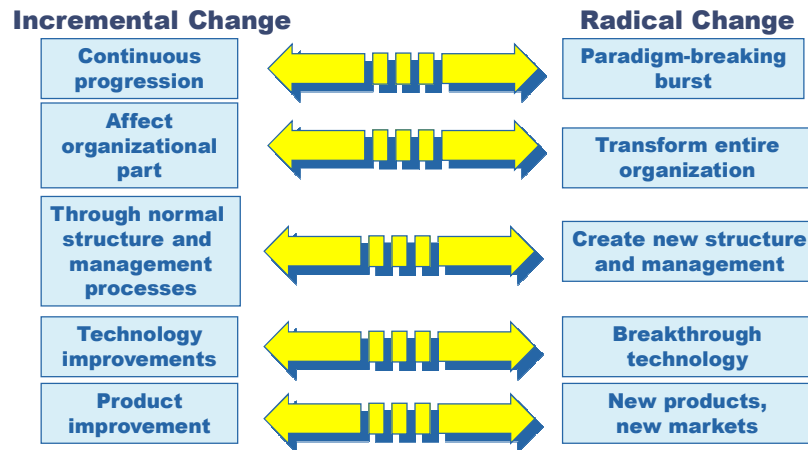 Incremental Change
Radical Change
Continuous
progression
Paradigm-breaking
burst
Affect
organizational
part
Transform entire
organization
Through normal
structure and
management
processes
Create new structure
and management
Technology
improvements
Breakthrough
technology
Product
improvement
New products,
new markets